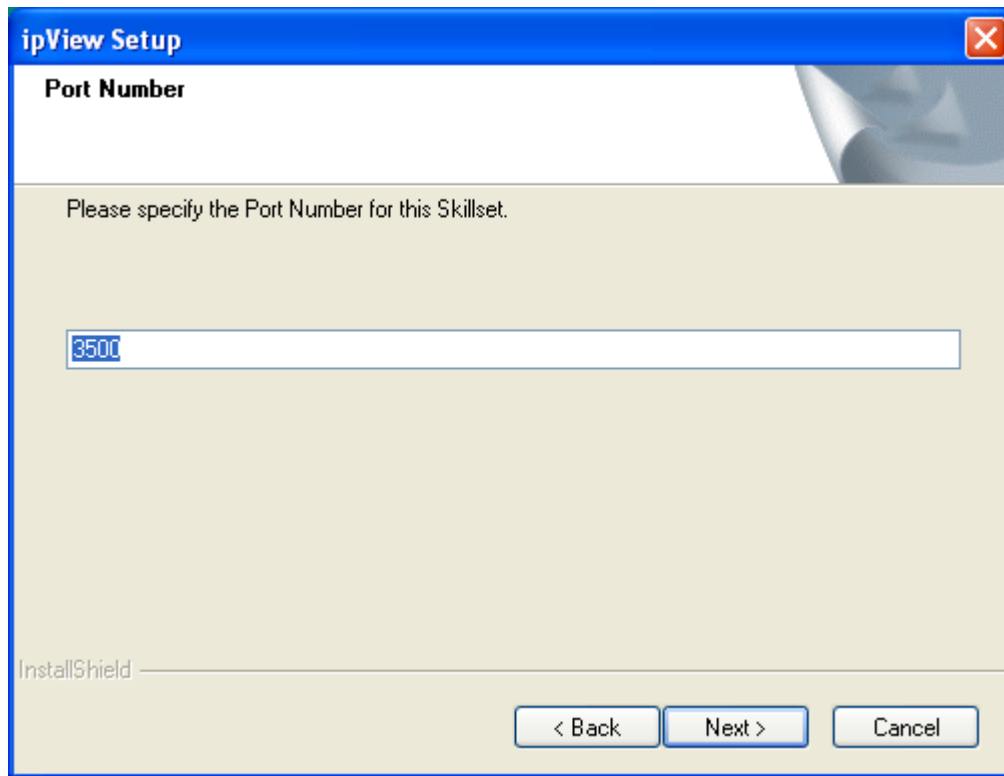 ipView Setup
Port Number
Please specify the Port Number for this Skillset.
3500
InstallShield
< Back Next > Cancel